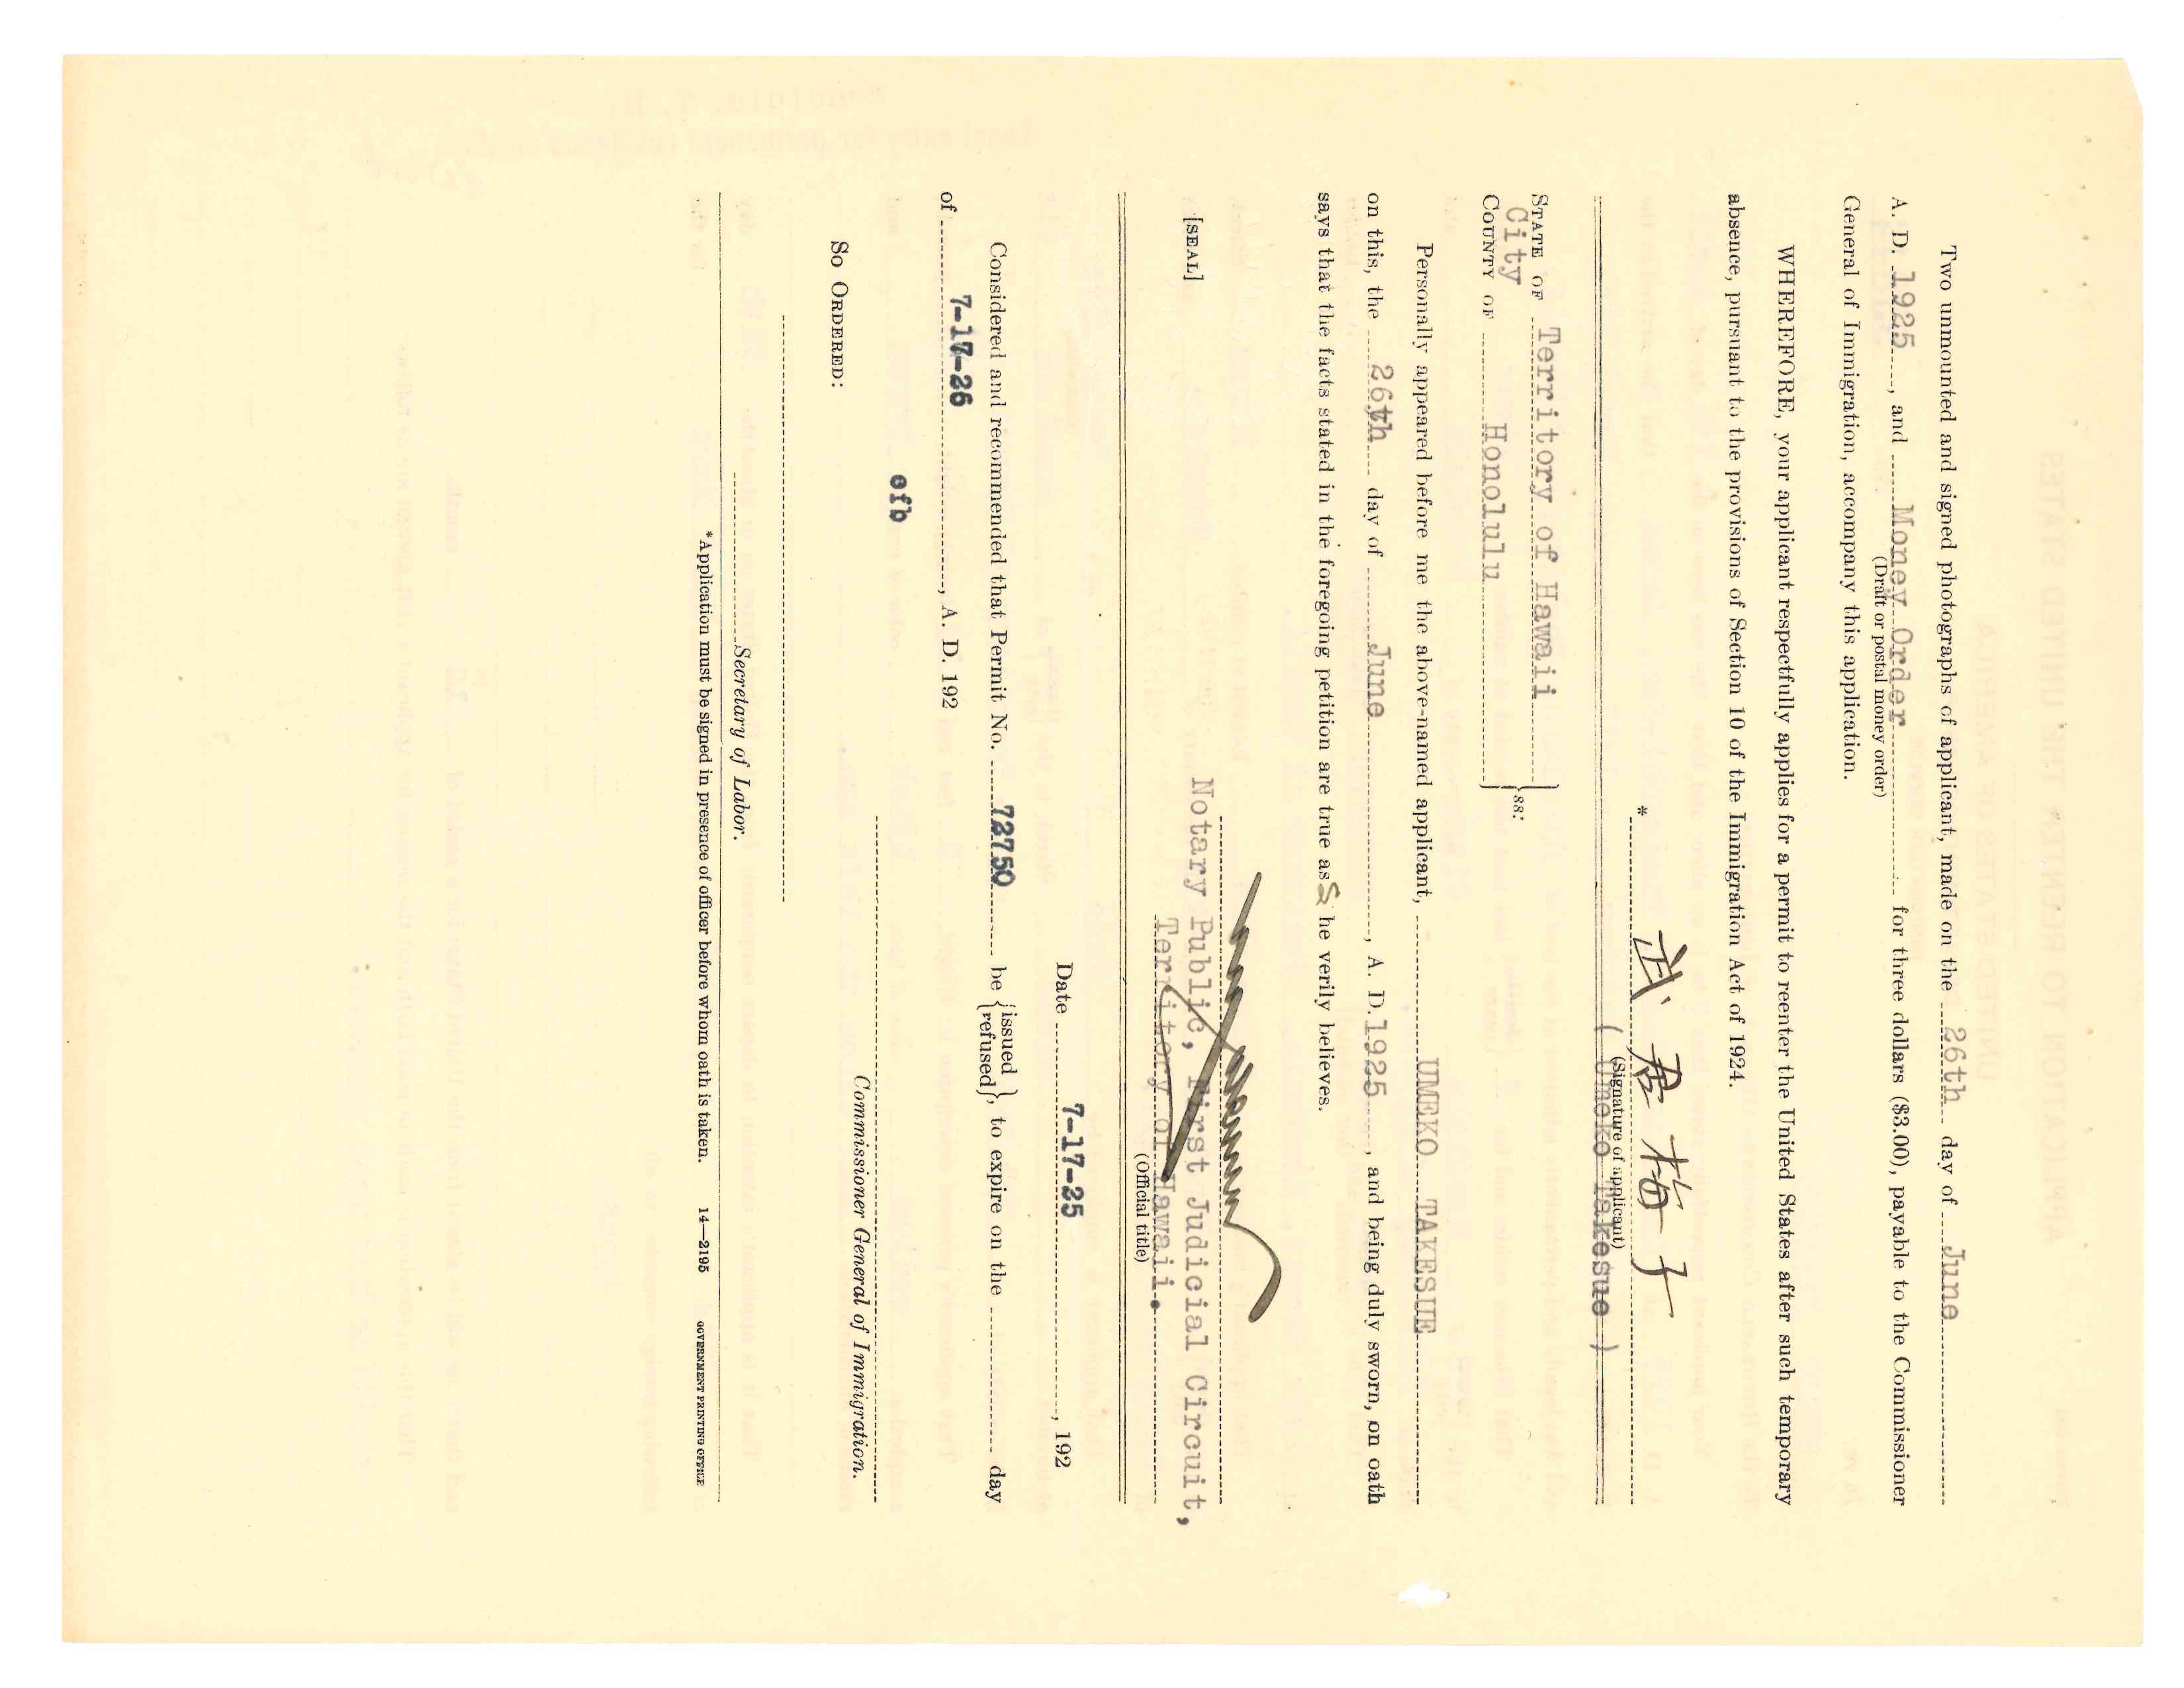 Two unmounted and signed photographs of applicant, made on the 26th day of June
A. D. 1925, and Money Order for three dollars ($3.00), payable to the Commissioner
(Draft or postal money order)
General of Immigration, accompany this application.
WHEREFORE, your applicant respectfully applies for a permit to reenter the United States after such temporary
absence, pursuant to the provisions of Section 10 of the Immigration Act of 1924.
* 武居梅子
(Signature of applicant)
( Umeko Takesue )
STATE OF Territory of Hawaii
City
COUNTY OF Honolulu
ss:
Personally appeared before me the above-named applicant, UMEKO TAKESUE
on this, the 26th day of June, A. D. 1925, and being duly sworn, on oath
says that the facts stated in the foregoing petition are true as S he verily believes.
[SEAL]
Notary Public, First Judicial Circuit,
Territory of Hawaii.
(Official title)
Date 7-17-25, 192
Considered and recommended that Permit No. 72750 be {issued refused}, to expire on the day
of 7-17-26, A. D. 192
efb
Commissioner General of Immigration.
SO ORDERED:
Secretary of Labor.
*Application must be signed in presence of officer before whom oath is taken. 14—2195 GOVERNMENT PRINTING OFFICE